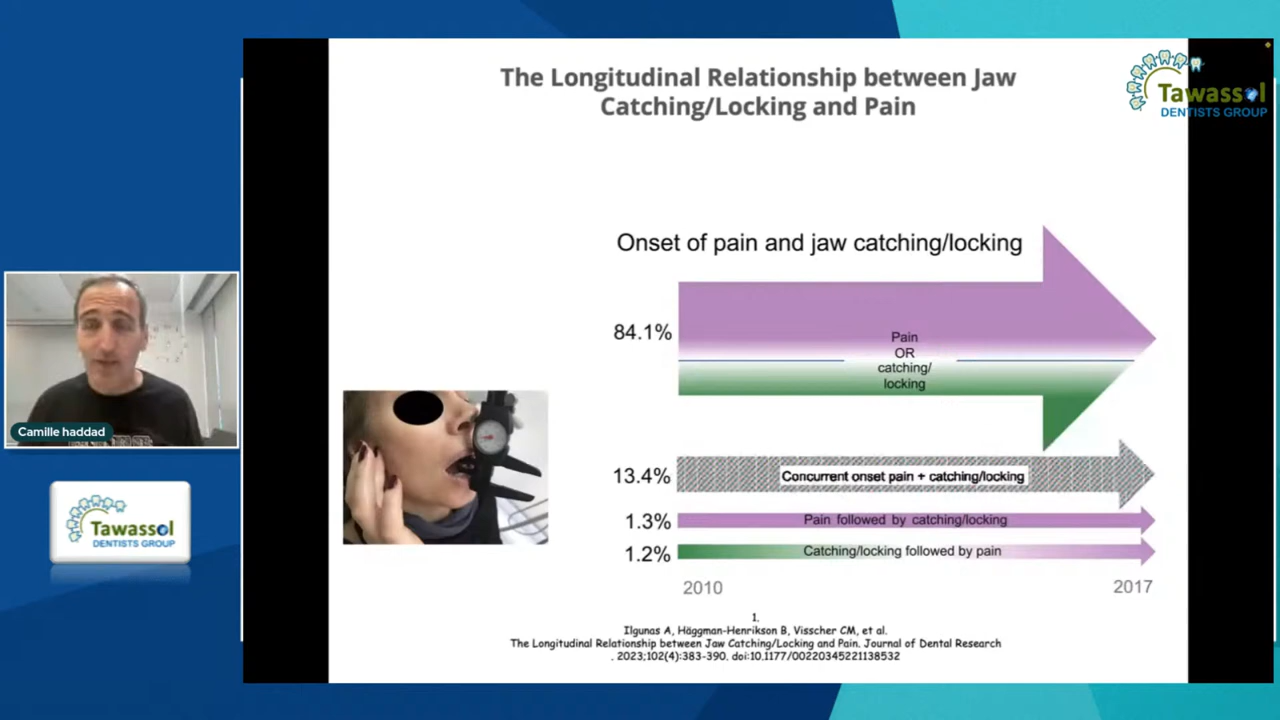 The Longitudinal Relationship between Jaw
Catching/Locking and Pain
Tawassol
DENTISTS GROUP
Onset of pain and jaw catching/locking
84.1%
Pain
OR
catching/
locking
Camille haddad
13.4%
Concurrent onset pain + catching/locking
1.3%
Pain followed by catching/locking
1.2%
Catching/locking followed by pain
Tawassol
DENTISTS GROUP
2010
2017
1.
Ilgunas A, Häggman-Henrikson B, Visscher CM, et al.
The Longitudinal Relationship between Jaw Catching/Locking and Pain. Journal of Dental Research
. 2023;102(4):383-390. doi:10.1177/00220345221138532